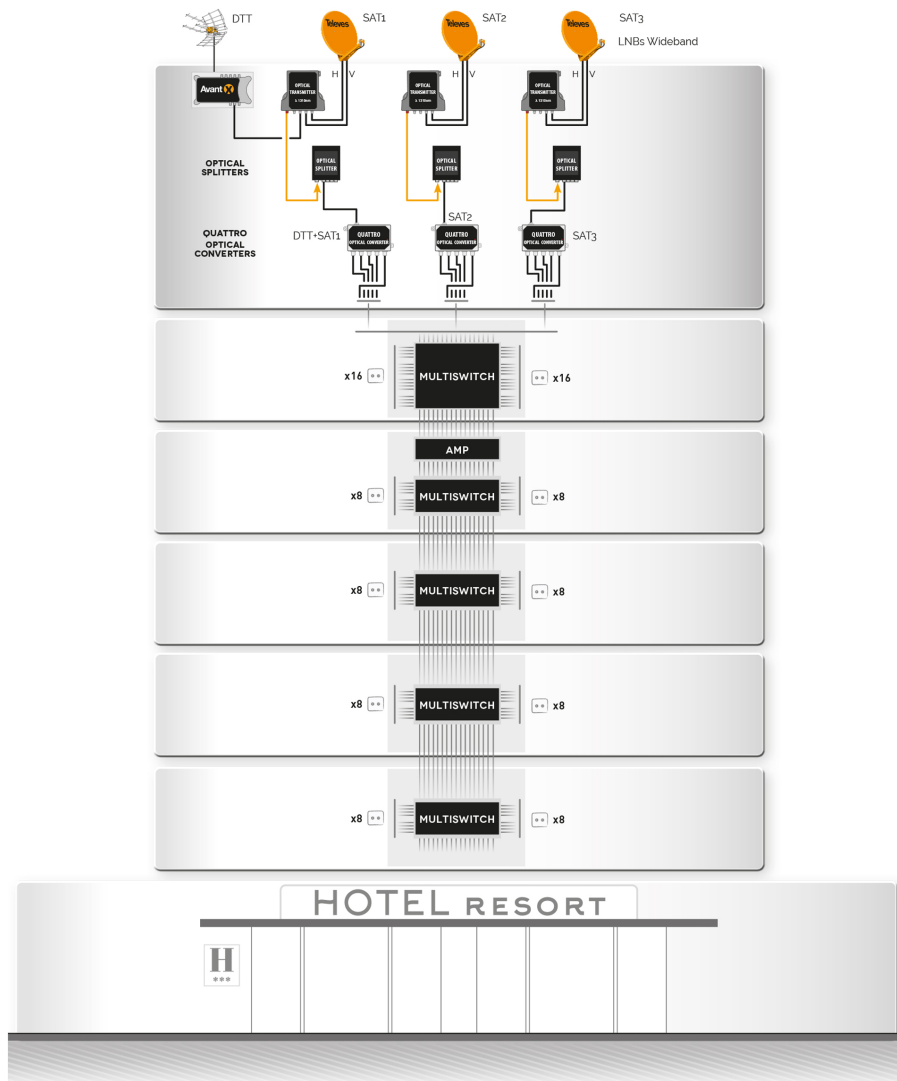 DTT
SAT1
SAT2
SAT3
LNBs Wideband
Televes
Televes
Televes
H V
H V
H V
Avant X
OPTICAL
TRANSMITTER
λ 1310nm
OPTICAL
TRANSMITTER
λ 1310nm
OPTICAL
TRANSMITTER
λ 1310nm
OPTICAL
SPLITTERS
OPTICAL
SPLITTER
OPTICAL
SPLITTER
OPTICAL
SPLITTER
QUATTRO
OPTICAL
CONVERTERS
DTT+SAT1
QUATTRO
OPTICAL CONVERTER
SAT2
QUATTRO
OPTICAL CONVERTER
QUATTRO
OPTICAL CONVERTER
SAT3
x16 MULTISWITCH x16
AMP
x8 MULTISWITCH x8
x8 MULTISWITCH x8
x8 MULTISWITCH x8
x8 MULTISWITCH x8
HOTEL RESORT
H
***